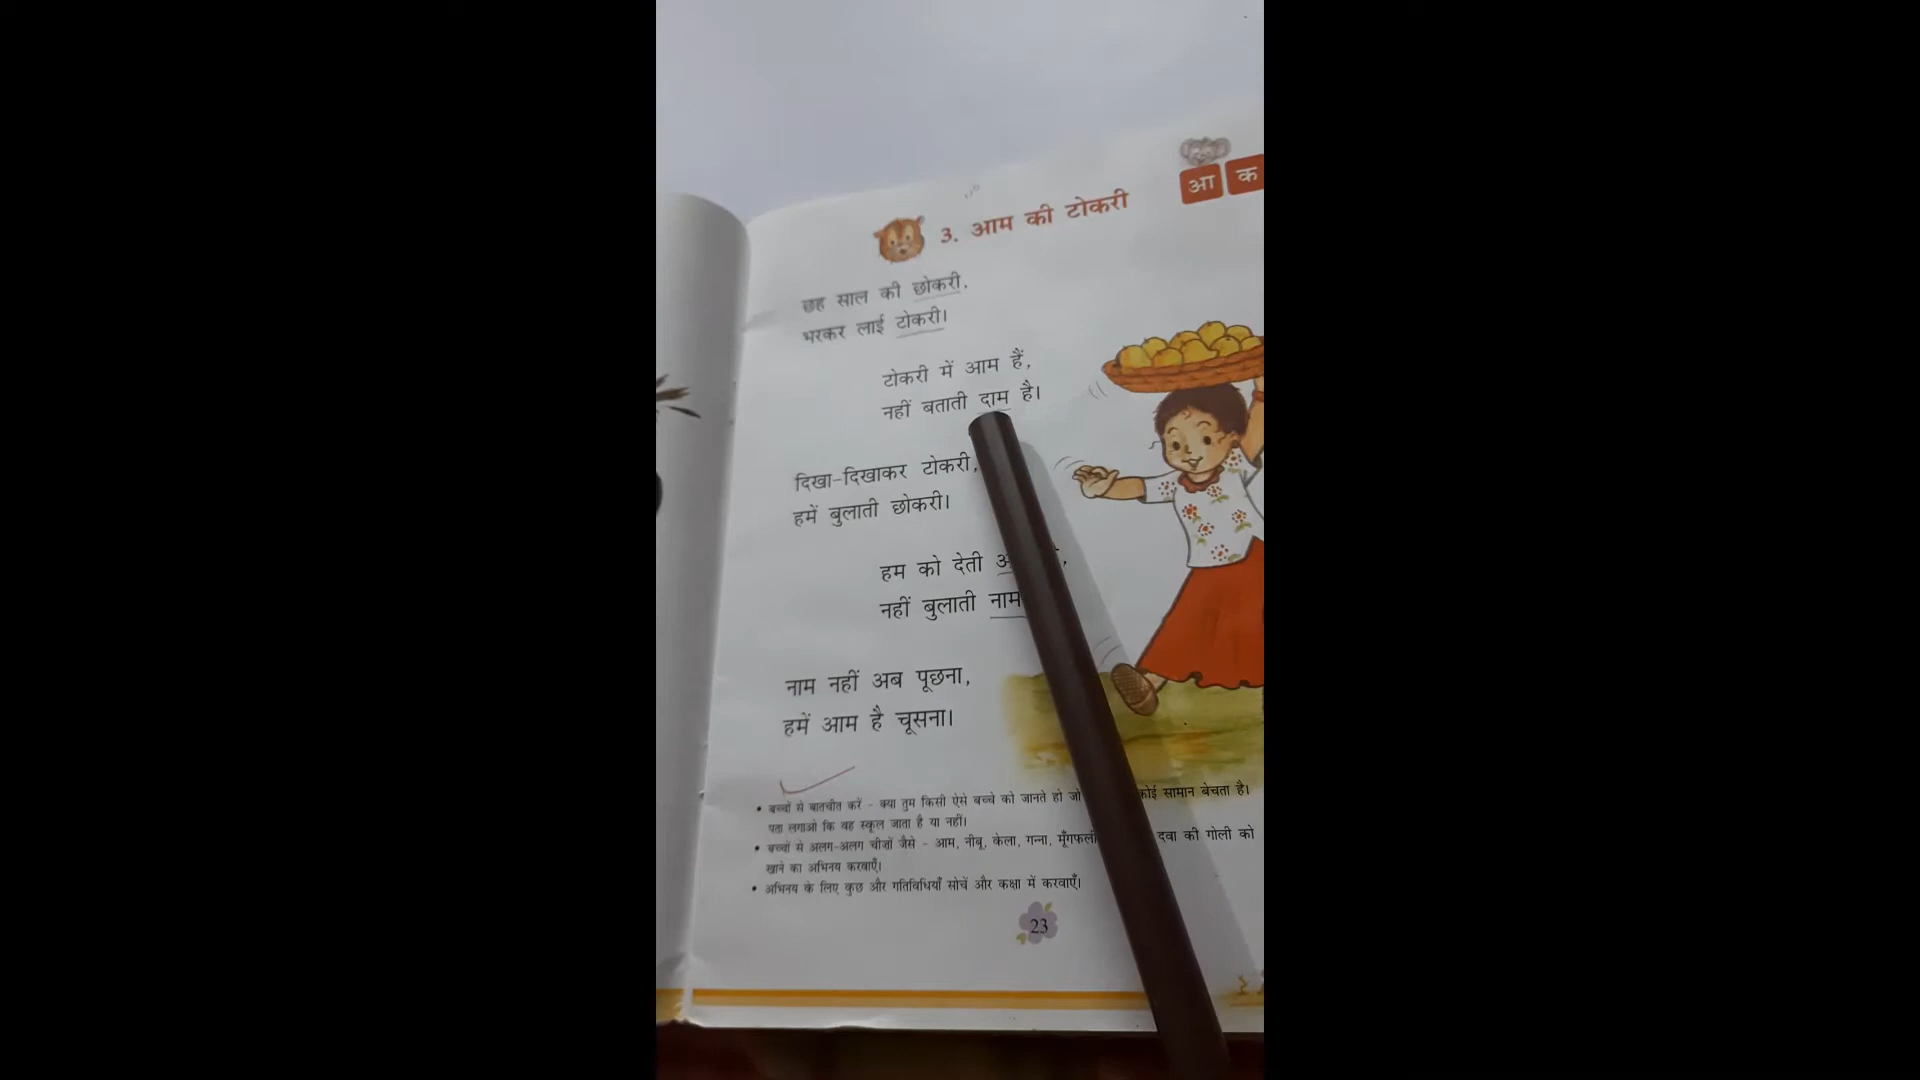 आ क
3. आम की टोकरी
छह साल की छोकरी,
भरकर लाई टोकरी।
टोकरी में आम हैं,
नहीं बताती दाम है।
दिखा-दिखाकर टोकरी,
हमें बुलाती छोकरी।
हम को देती
नहीं बुलाती नाम
नाम नहीं अब पूछना,
हमें आम है चूसना।
• बच्चों से बातचीत करें - क्या तुम किसी ऐसे बच्चे को जानते हो जो कोई सामान बेचता है।
पता लगाओ कि वह स्कूल जाता है या नहीं।
• बच्चों से अलग-अलग चीज़ों जैसे - आम, नींबू, केला, गन्ना, मूँगफली दवा की गोली को
खाने का अभिनय करवाएँ।
• अभिनय के लिए कुछ और गतिविधियाँ सोचें और कक्षा में करवाएँ।
23